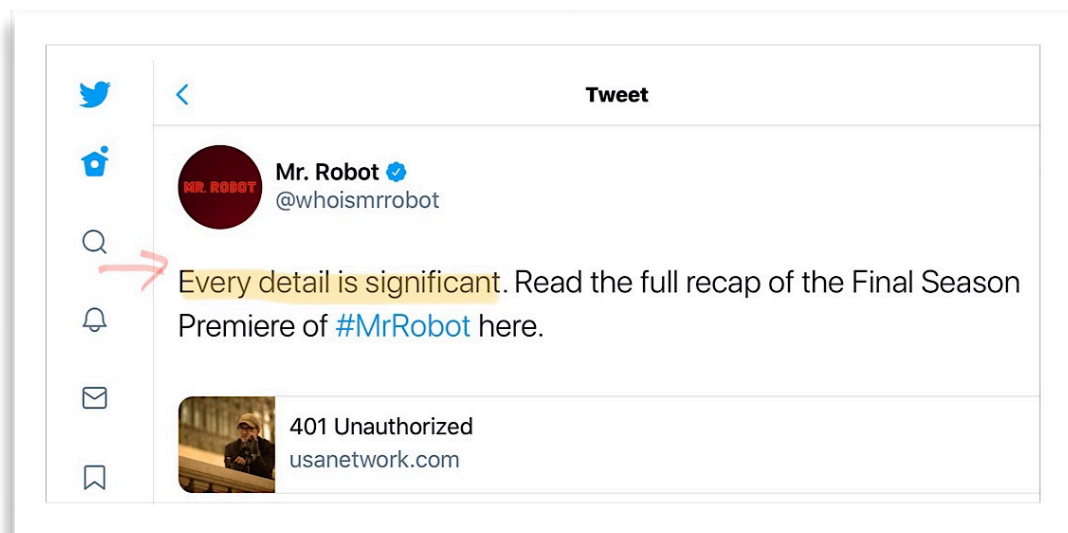 Tweet
MR. ROBOT
Mr. Robot
@whoismrrobot
Every detail is significant. Read the full recap of the Final Season
Premiere of #MrRobot here.
401 Unauthorized
usanetwork.com